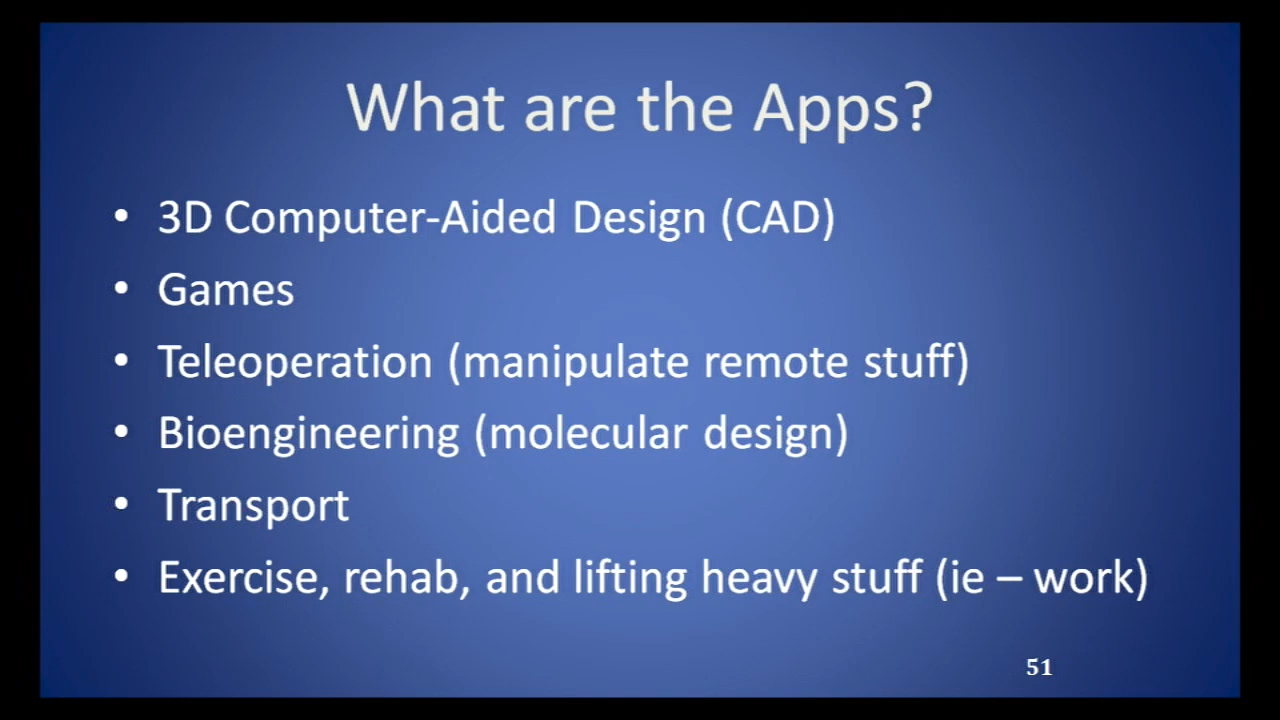 What are the Apps?
• 3D Computer-Aided Design (CAD)
• Games
• Teleoperation (manipulate remote stuff)
• Bioengineering (molecular design)
• Transport
• Exercise, rehab, and lifting heavy stuff (ie – work)
51